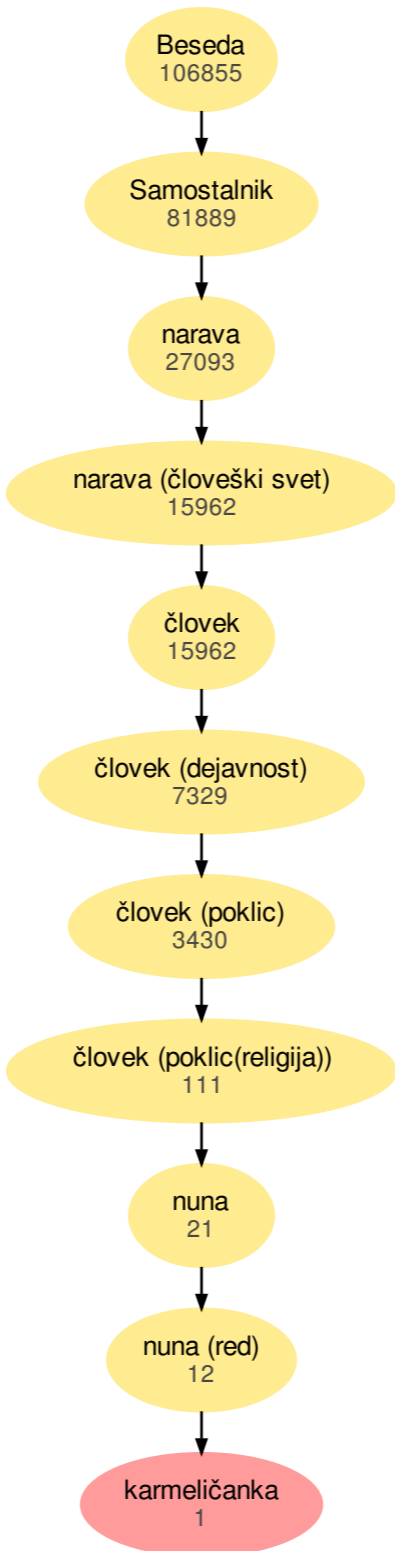 Beseda
106855
Samostalnik
81889
narava
27093
narava (človeški svet)
15962
človek
15962
človek (dejavnost)
7329
človek (poklic)
3430
človek (poklic(religija))
111
nuna
21
nuna (red)
12
karmeličanka
1